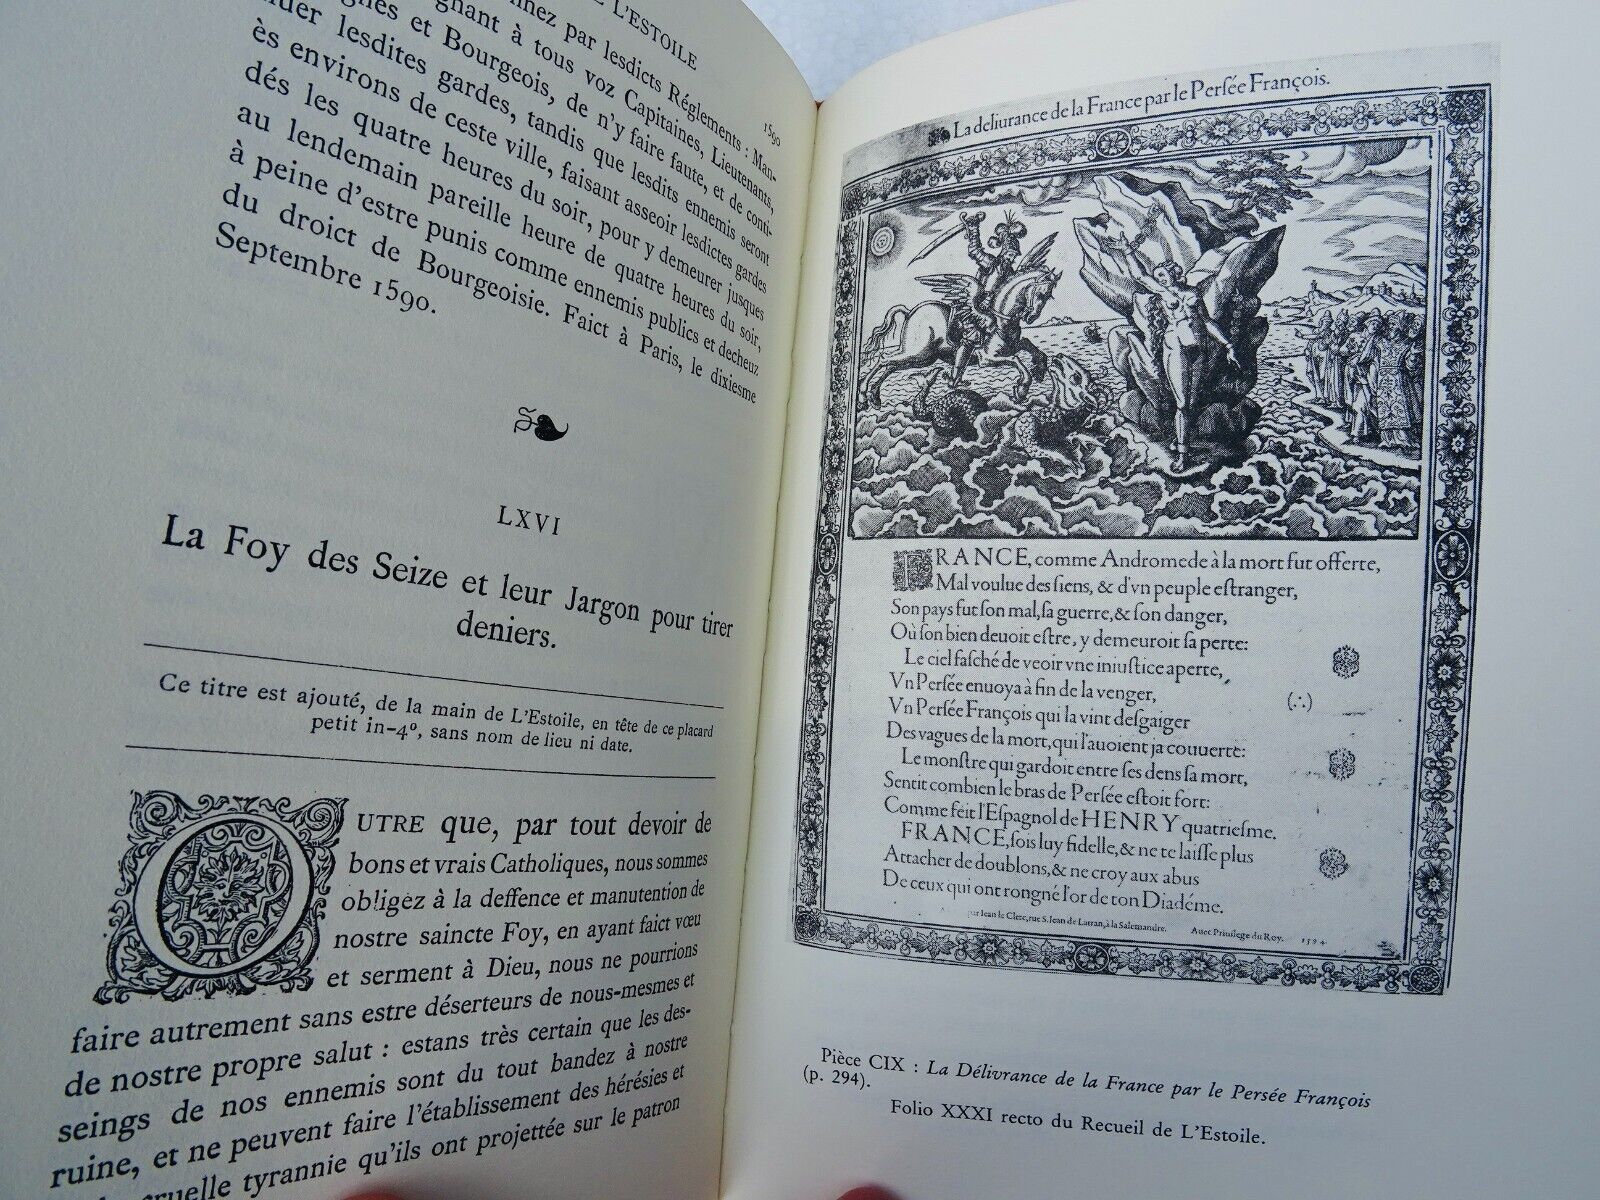 E L'ESTOILE
1590
nnez par lesdicts Réglements : Man-
gnant à tous voz Capitaines, Lieutenants,
et Bourgeois, de n'y faire faute, et de conti-
nuer lesdites gardes, tandis que lesdits ennemis seront
ès environs de ceste ville, faisant asseoir lesdictes gardes
dés les quatre heures du soir, pour y demeurer jusques
au lendemain pareille heure de quatre heures du soir,
à peine d'estre punis comme ennemis publics et decheuz
du droict de Bourgeoisie. Faict à Paris, le dixiesme
Septembre 1590.
LXVI
La Foy des Seize et leur Jargon pour tirer
deniers.
Ce titre est ajouté, de la main de L'Estoile, en tête de ce placard
petit in-4°, sans nom de lieu ni date.
OUTRE que, par tout devoir de
bons et vrais Catholiques, nous sommes
obligez à la deffence et manutention de
nostre saincte Foy, en ayant faict vœu
et serment à Dieu, nous ne pourrions
faire autrement sans estre déserteurs de nous-mesmes et
de nostre propre salut : estans très certain que les des-
seings de nos ennemis sont du tout bandez à nostre
ruine, et ne peuvent faire l'établissement des hérésies et
cruelle tyrannie qu'ils ont projettée sur le patron
La deliurance de la France par le Persée François.
FRANCE, comme Andromede à la mort fut offerte,
Mal voulue des siens, & d'vn peuple estranger,
Son pays fut son mal, sa guerre, & son danger,
Où son bien deuoit estre, y demeuroit sa perte:
Le ciel fasché de veoir vne iniustice aperte,
Vn Persée enuoya à fin de la venger,
Vn Persée François qui la vint desgaiger
Des vagues de la mort, qui l'auoient ja couuerte:
Le monstre qui gardoit entre ses dens sa mort,
Sentit combien le bras de Persée estoit fort:
Comme feit l'Espagnol de HENRY quatriesme.
FRANCE, sois luy fidelle, & ne te laisse plus
Attacher de doublons, & ne croy aux abus
De ceux qui ont rongné l'or de ton Diadéme.
par Jean le Clerc, rue S. Jean de Latran, à la Salemandre. Auec Priuilege du Roy. 1594
Pièce CIX : La Délivrance de la France par le Persée François
(p. 294).
Folio XXXI recto du Recueil de L'Estoile.